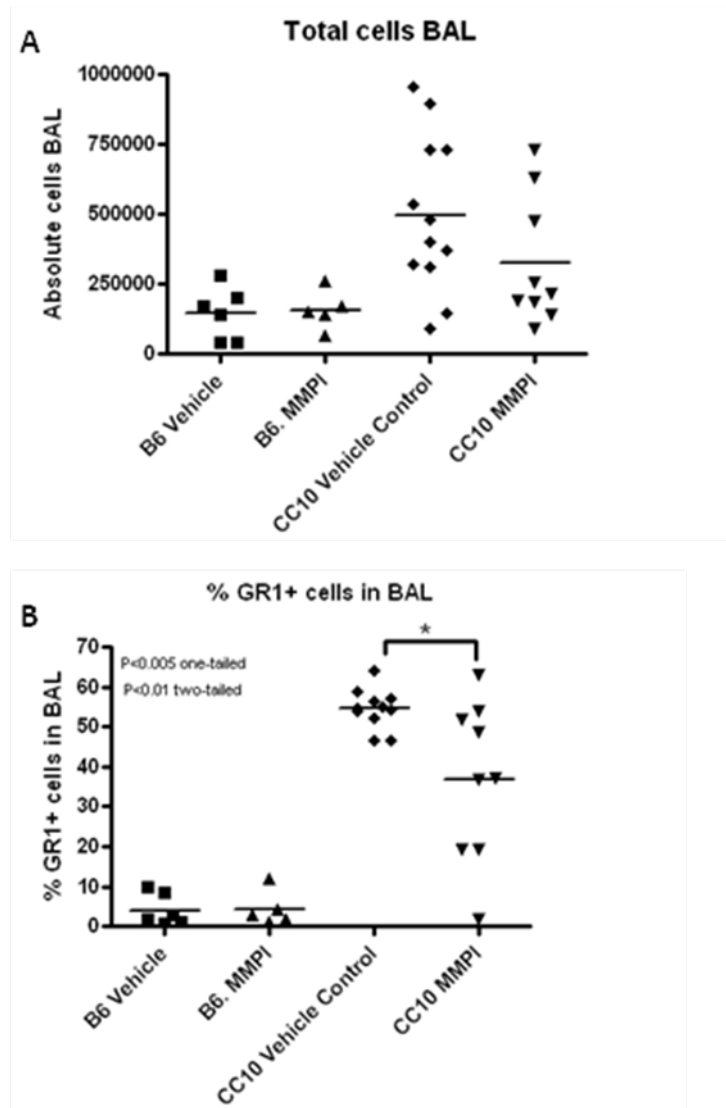 A
Total cells BAL
Absolute cells BAL
1000000
750000
500000
250000
0
B6 Vehicle
B6. MMPI
CC10 Vehicle Control
CC10 MMPI
B
% GR1+ cells in BAL
% GR1+ cells in BAL
70
60
50
40
30
20
10
0
P<0.005 one-tailed
P<0.01 two-tailed
*
B6 Vehicle
B6. MMPI
CC10 Vehicle Control
CC10 MMPI